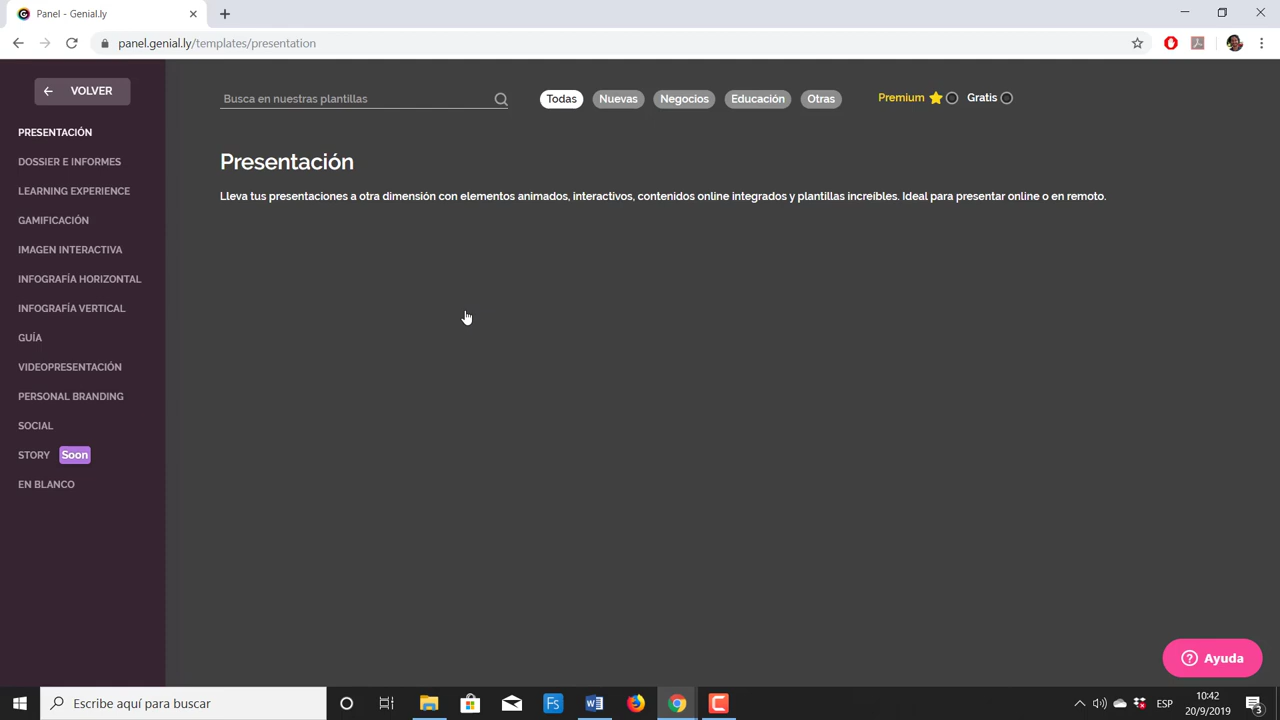 Panel - Genial.ly
panel.genial.ly/templates/presentation
VOLVER
Busca en nuestras plantillas
Todas
Nuevas
Negocios
Educación
Otras
Premium
Gratis
PRESENTACIÓN
DOSSIER E INFORMES
LEARNING EXPERIENCE
GAMIFICACIÓN
IMAGEN INTERACTIVA
INFOGRAFÍA HORIZONTAL
INFOGRAFÍA VERTICAL
GUÍA
VIDEOPRESENTACIÓN
PERSONAL BRANDING
SOCIAL
STORY Soon
EN BLANCO
Presentación
Lleva tus presentaciones a otra dimensión con elementos animados, interactivos, contenidos online integrados y plantillas increíbles. Ideal para presentar online o en remoto.
Ayuda
Escribe aquí para buscar
Fs
ESP
10:42
20/9/2019
3